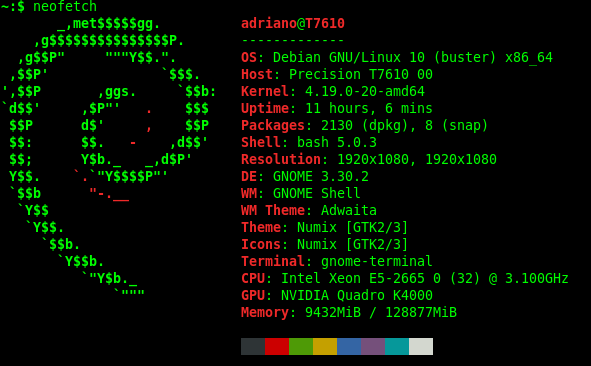 ~:$ neofetch
adriano@T7610
-------------
OS: Debian GNU/Linux 10 (buster) x86_64
Host: Precision T7610 00
Kernel: 4.19.0-20-amd64
Uptime: 11 hours, 6 mins
Packages: 2130 (dpkg), 8 (snap)
Shell: bash 5.0.3
Resolution: 1920x1080, 1920x1080
DE: GNOME 3.30.2
WM: GNOME Shell
WM Theme: Adwaita
Theme: Numix [GTK2/3]
Icons: Numix [GTK2/3]
Terminal: gnome-terminal
CPU: Intel Xeon E5-2665 0 (32) @ 3.100GHz
GPU: NVIDIA Quadro K4000
Memory: 9432MiB / 128877MiB